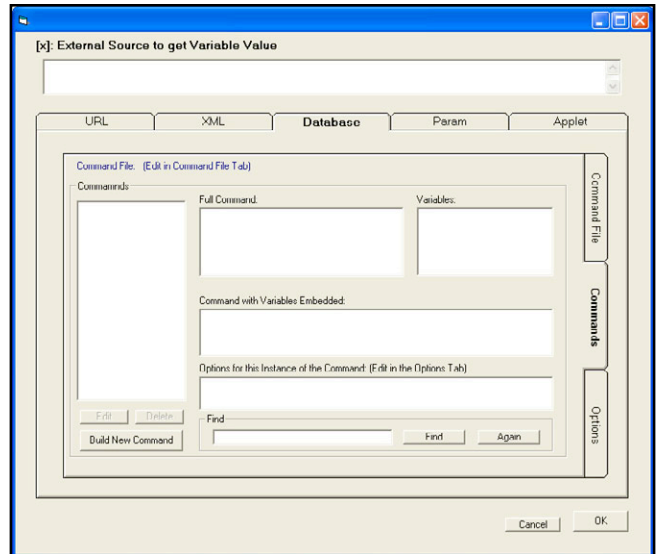 [x]: External Source to get Variable Value
URL XML Database Param Applet
Command File: (Edit in Command File Tab)
Commamnds
Full Command:
Variables:
Command with Variables Embedded:
Options for this Instance of the Command: (Edit in the Options Tab)
Edit Delete
Build New Command
Find
Find Again
Command File
Commands
Options
Cancel OK